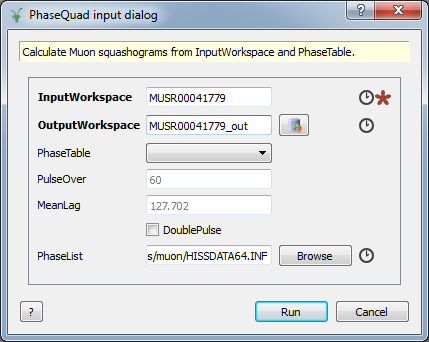 PhaseQuad input dialog
Calculate Muon squashograms from InputWorkspace and PhaseTable.
InputWorkspace MUSR00041779
OutputWorkspace MUSR00041779_out
PhaseTable
PulseOver 60
MeanLag 127.702
DoublePulse
PhaseList s/muon/HISSDATA64.INF Browse
? Run Cancel